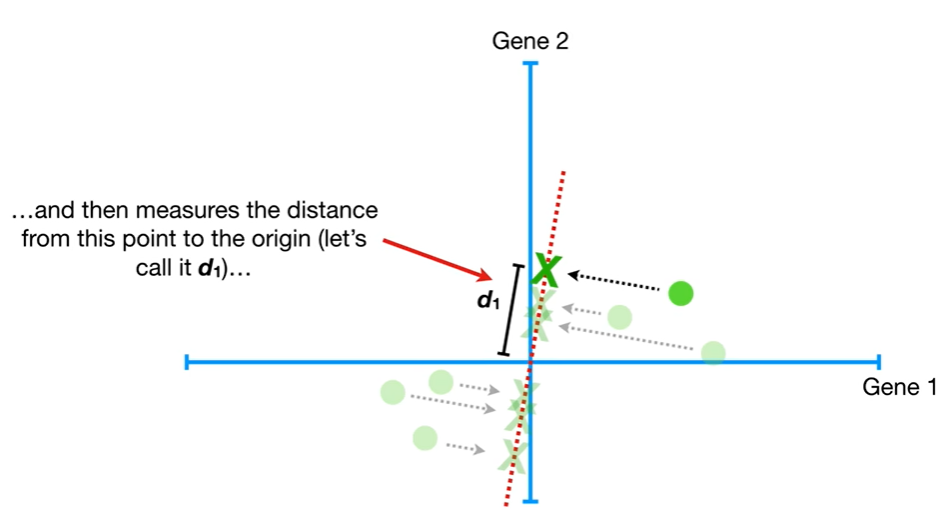 Gene 2
…and then measures the distance
from this point to the origin (let’s
call it d₁)…
d₁
Gene 1